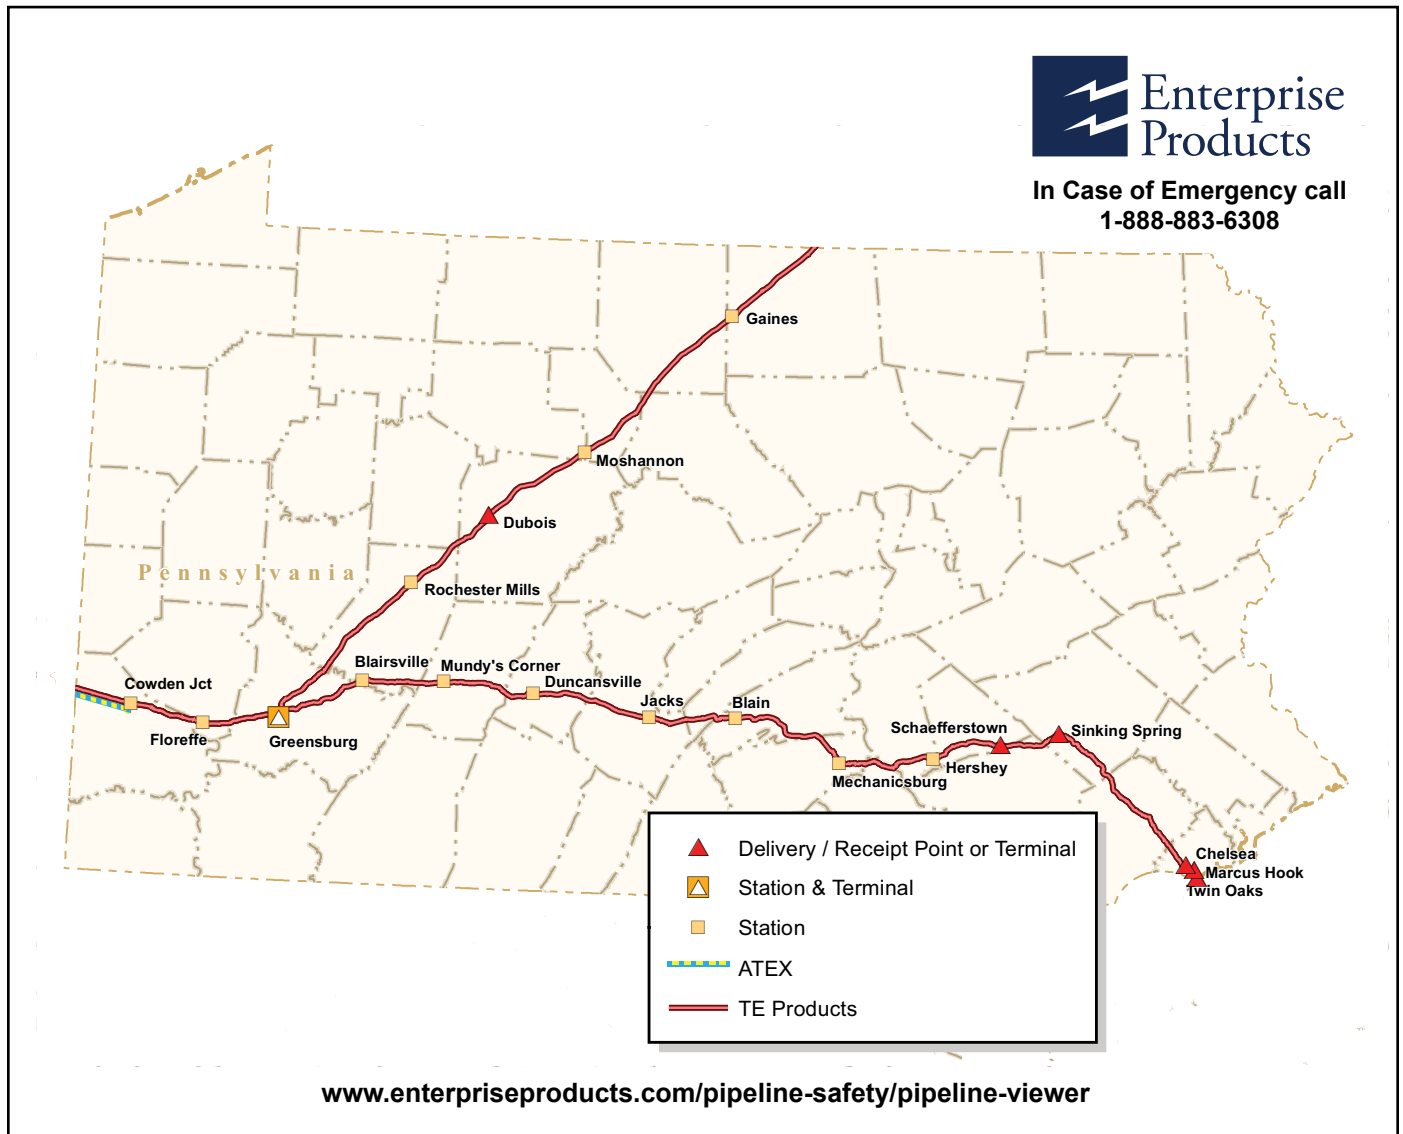 Enterprise
Products
In Case of Emergency call
1-888-883-6308
Gaines
Moshannon
Dubois
Pennsylvania
Rochester Mills
Blairsville
Mundy's Corner
Duncansville
Cowden Jct
Jacks
Blain
Floreffe
Greensburg
Schaefferstown
Sinking Spring
Hershey
Mechanicsburg
Chelsea
Marcus Hook
Twin Oaks
Delivery / Receipt Point or Terminal
Station & Terminal
Station
ATEX
TE Products
www.enterpriseproducts.com/pipeline-safety/pipeline-viewer